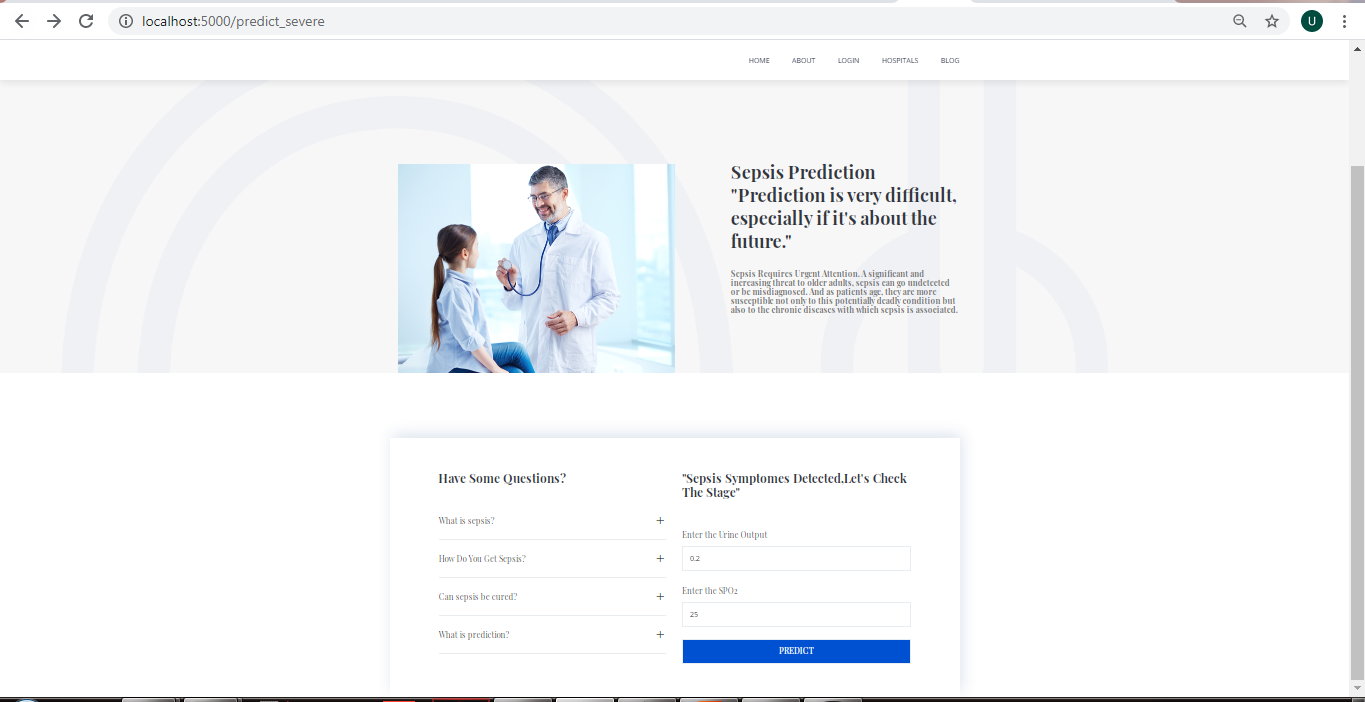 localhost:5000/predict_severe
U
HOME ABOUT LOGIN HOSPITALS BLOG
Sepsis Prediction
"Prediction is very difficult,
especially if it's about the
future."
Sepsis Requires Urgent Attention. A significant and
increasing threat to older adults, sepsis can go undetected
or be misdiagnosed. And as patients age, they are more
susceptible not only to this potentially deadly condition but
also to the chronic diseases with which sepsis is associated.
Have Some Questions?
What is sepsis?
How Do You Get Sepsis?
Can sepsis be cured?
What is prediction?
"Sepsis Symptomes Detected,Let's Check
The Stage"
Enter the Urine Output
0.2
Enter the SPO2
25
PREDICT